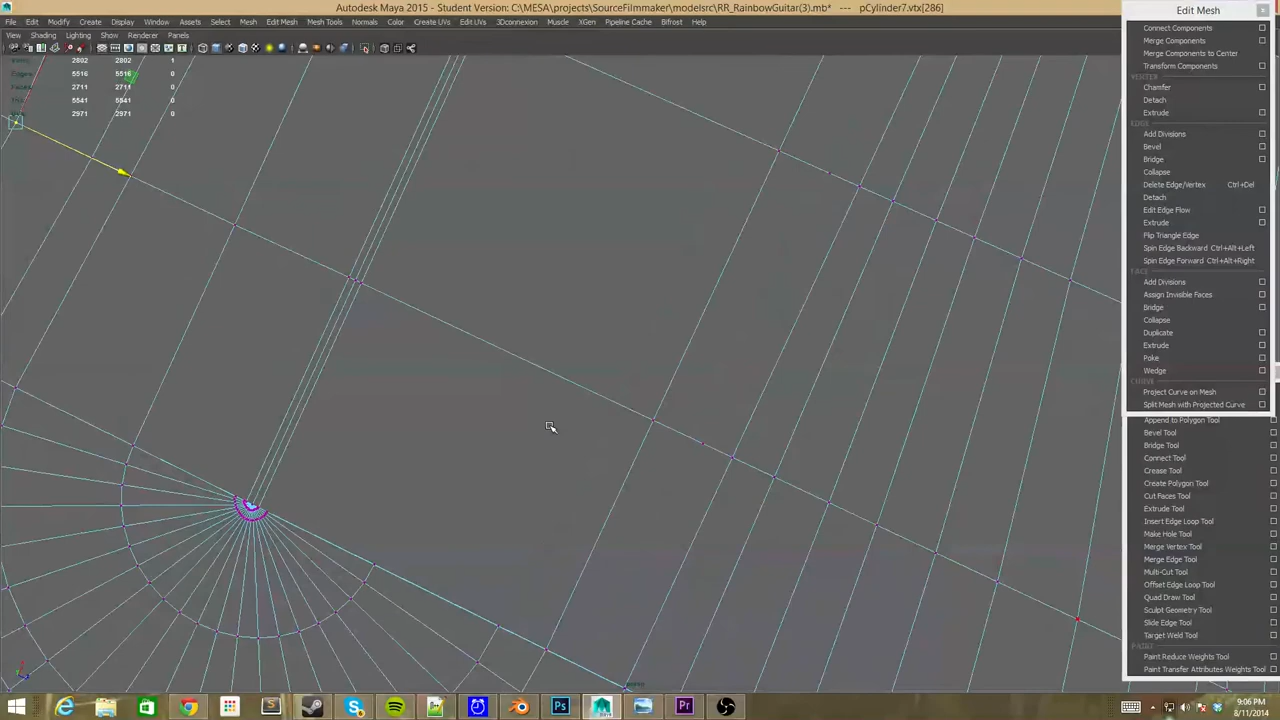 Autodesk Maya 2015 - Student Version: C:\MESA\projects\SourceFilmmaker\modelsrc\RR_RainbowGuitar(3).mb* --- pCylinder7.vtx[286]
File Edit Modify Create Display Window Assets Select Mesh Edit Mesh Mesh Tools Normals Color Create UVs Edit UVs 3DConnexion Muscle XGen Pipeline Cache Bifrost Help
View Shading Lighting Show Renderer Panels
2802 2802 1
Edges 5516 5516 0
2711 2711 0
5541 5541 0
2971 2971 0
Edit Mesh
Connect Components
Merge Components
Merge Components to Center
Transform Components
VERTEX
Chamfer
Detach
Extrude
EDGE
Add Divisions
Bevel
Bridge
Collapse
Delete Edge/Vertex Ctrl+Del
Detach
Edit Edge Flow
Extrude
Flip Triangle Edge
Spin Edge Backward Ctrl+Alt+Left
Spin Edge Forward Ctrl+Alt+Right
FACE
Add Divisions
Assign Invisible Faces
Bridge
Collapse
Duplicate
Extrude
Poke
Wedge
CURVE
Project Curve on Mesh
Split Mesh with Projected Curve
Append to Polygon Tool
Bevel Tool
Bridge Tool
Connect Tool
Crease Tool
Create Polygon Tool
Cut Faces Tool
Extrude Tool
Insert Edge Loop Tool
Make Hole Tool
Merge Vertex Tool
Merge Edge Tool
Multi-Cut Tool
Offset Edge Loop Tool
Quad Draw Tool
Sculpt Geometry Tool
Slide Edge Tool
Target Weld Tool
PAINT
Paint Reduce Weights Tool
Paint Transfer Attributes Weights Tool
9:06 PM
8/11/2014